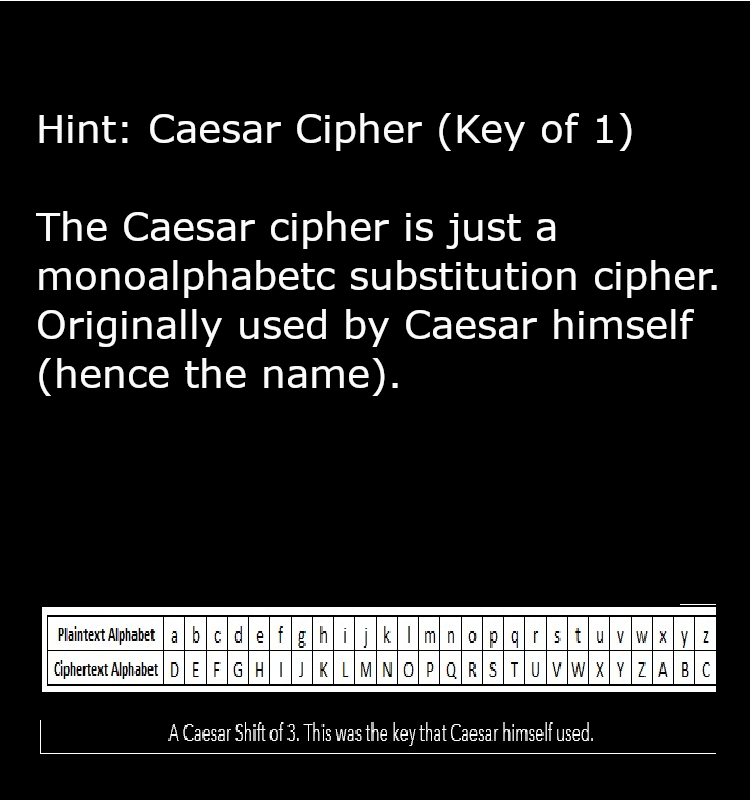 Hint: Caesar Cipher (Key of 1)
The Caesar cipher is just a
monoalphabetc substitution cipher.
Originally used by Caesar himself
(hence the name).
Plaintext Alphabet a b c d e f g h i j k l m n o p q r s t u v w x y z
Ciphertext Alphabet D E F G H I J K L M N O P Q R S T U V W X Y Z A B C
A Caesar Shift of 3. This was the key that Caesar himself used.